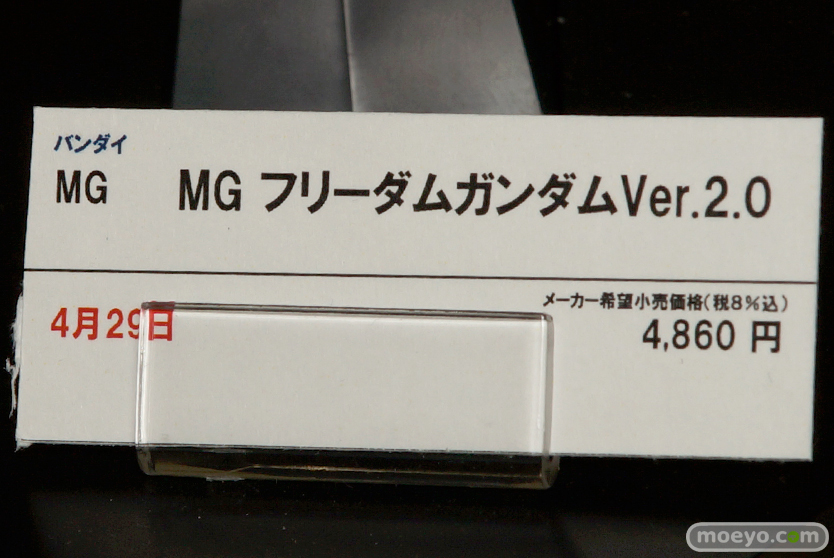 バンダイ
MG MG フリーダムガンダムVer.2.0
メーカー希望小売価格(税8%込)
4月29日 4,860 円
moeyo.com